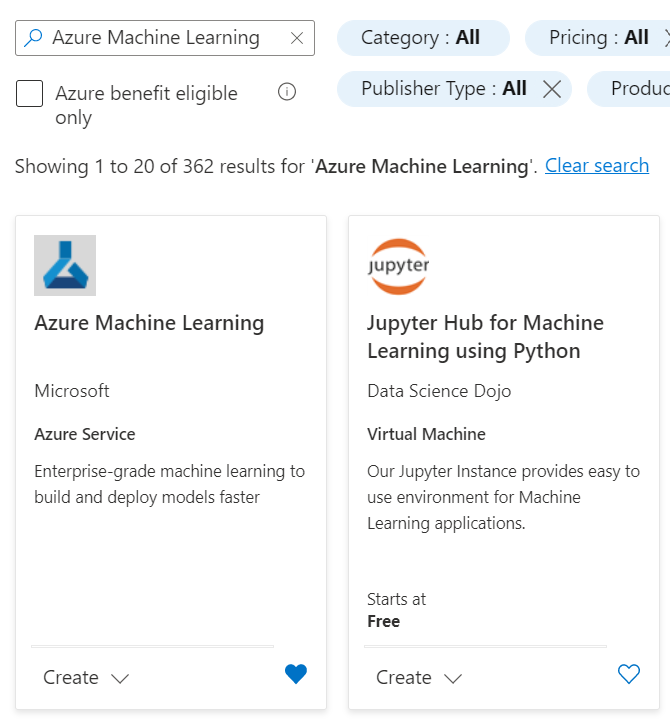 Azure Machine Learning
Category : All
Pricing : All
Azure benefit eligible
only
Publisher Type : All
Produc
Showing 1 to 20 of 362 results for 'Azure Machine Learning'. Clear search
Azure Machine Learning
Microsoft
Azure Service
Enterprise-grade machine learning to
build and deploy models faster
Create
jupyter
Jupyter Hub for Machine
Learning using Python
Data Science Dojo
Virtual Machine
Our Jupyter Instance provides easy to
use environment for Machine
Learning applications.
Starts at
Free
Create